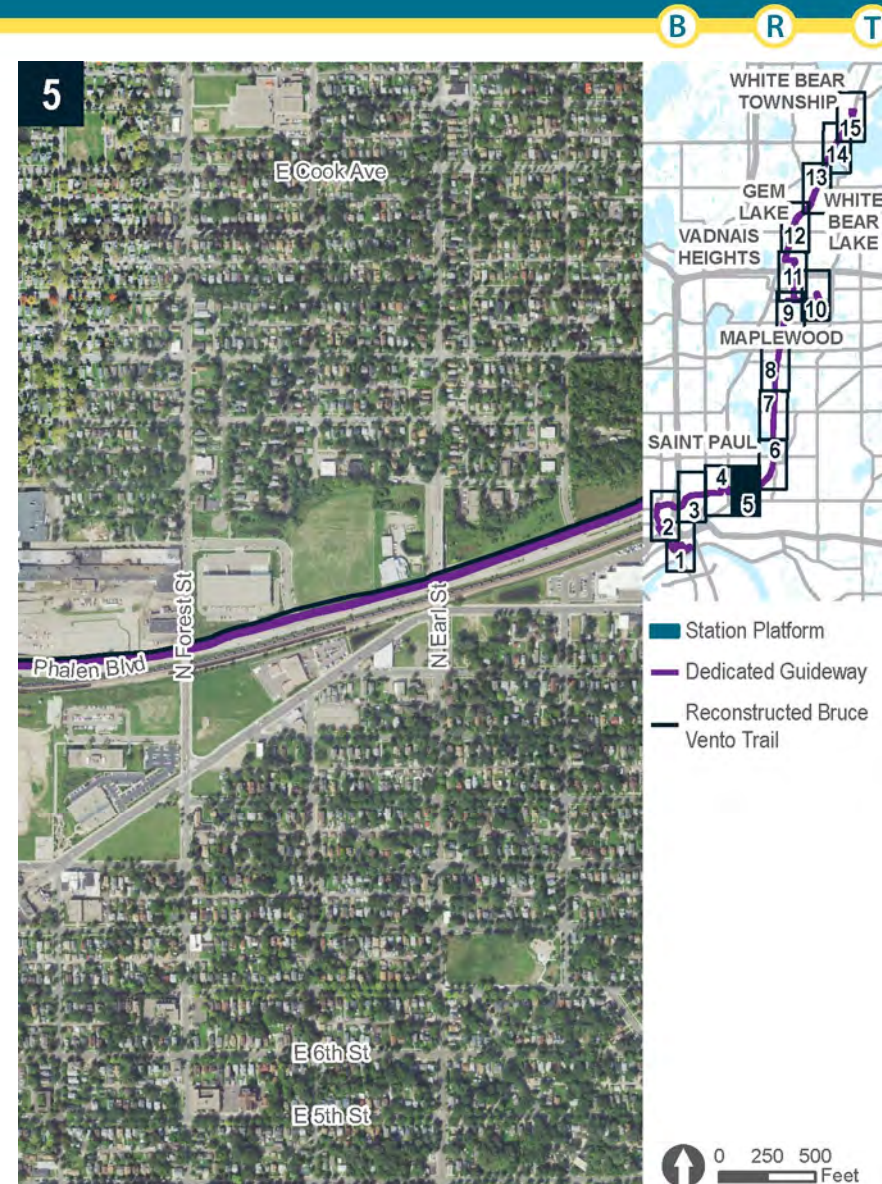 B R T
5
E Cook Ave
N Forest St
N Earl St
Phalen Blvd
E 6th St
E 5th St
WHITE BEAR
TOWNSHIP
15
14
13
GEM
LAKE
WHITE
BEAR
LAKE
12
VADNAIS
HEIGHTS
11
10
9
MAPLEWOOD
8
7
SAINT PAUL
6
4
5
3
2
1
Station Platform
Dedicated Guideway
Reconstructed Bruce
Vento Trail
0 250 500
Feet